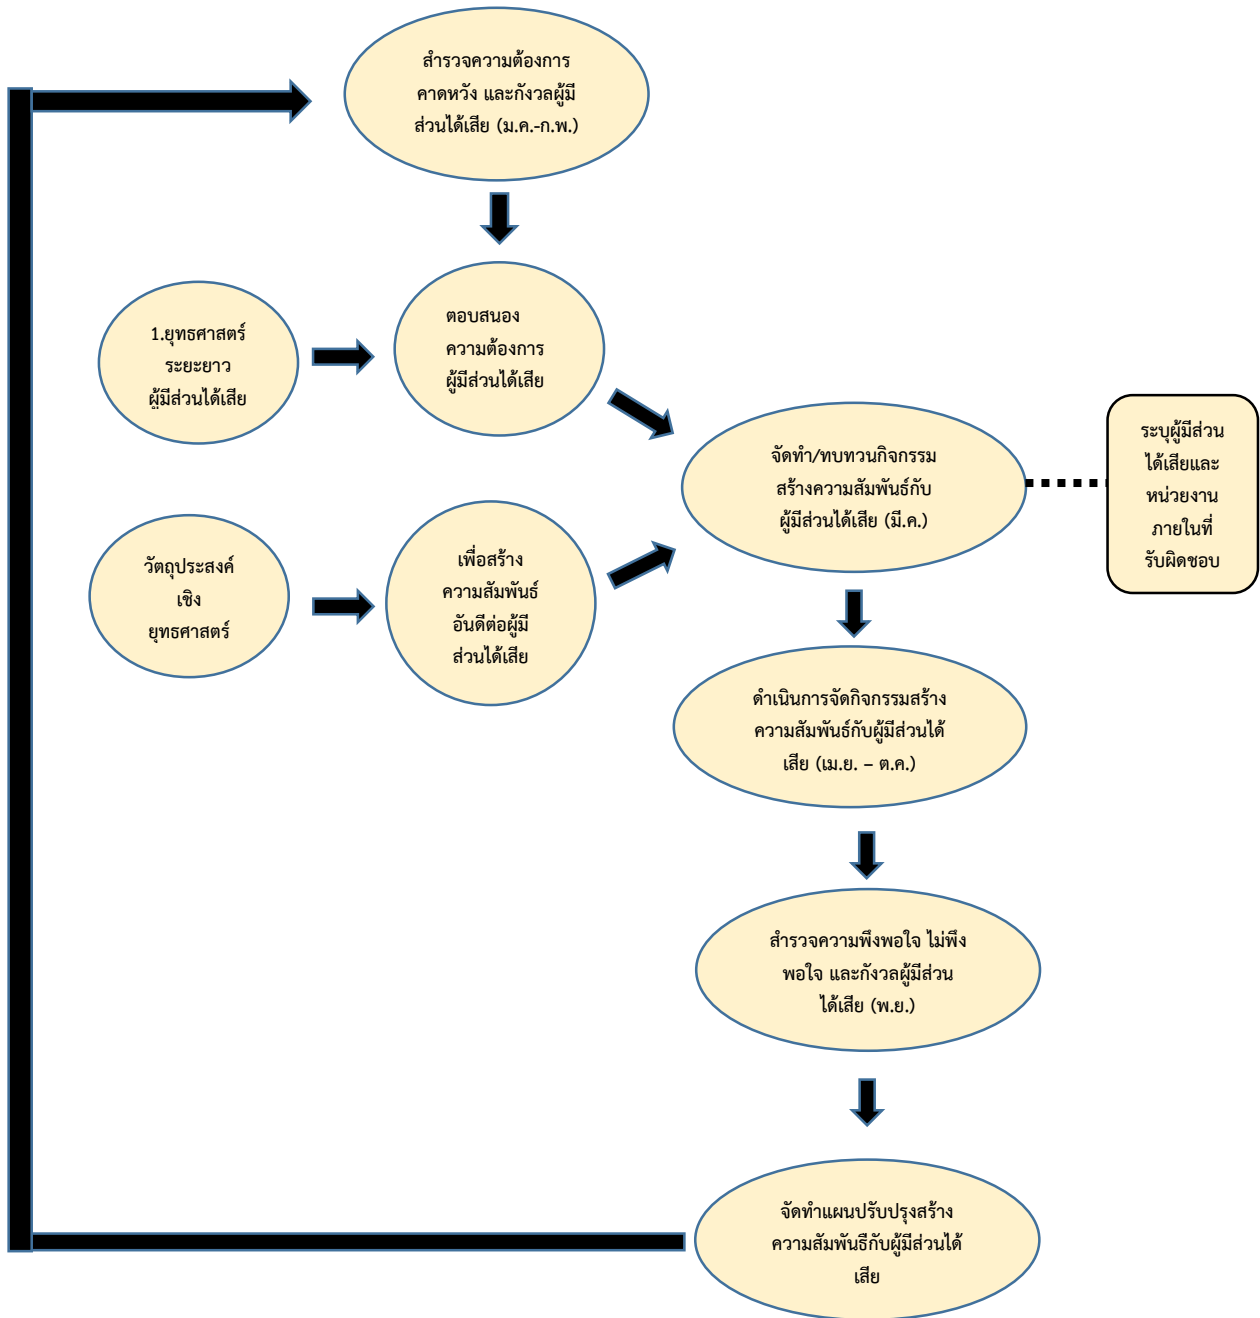 สำรวจความต้องการ
คาดหวัง และกังวลผู้มี
ส่วนได้เสีย (ม.ค.-ก.พ.)
1.ยุทธศาสตร์
ระยะยาว
ผู้มีส่วนได้เสีย
ตอบสนอง
ความต้องการ
ผู้มีส่วนได้เสีย
จัดทำ/ทบทวนกิจกรรม
สร้างความสัมพันธ์กับ
ผู้มีส่วนได้เสีย (มี.ค.)
ระบุผู้มีส่วน
ได้เสียและ
หน่วยงาน
ภายในที่
รับผิดชอบ
วัตถุประสงค์
เชิง
ยุทธศาสตร์
เพื่อสร้าง
ความสัมพันธ์
อันดีต่อผู้มี
ส่วนได้เสีย
ดำเนินการจัดกิจกรรมสร้าง
ความสัมพันธ์กับผู้มีส่วนได้
เสีย (เม.ย. – ต.ค.)
สำรวจความพึงพอใจ ไม่พึง
พอใจ และกังวลผู้มีส่วน
ได้เสีย (พ.ย.)
จัดทำแผนปรับปรุงสร้าง
ความสัมพันธืกับผู้มีส่วนได้
เสีย